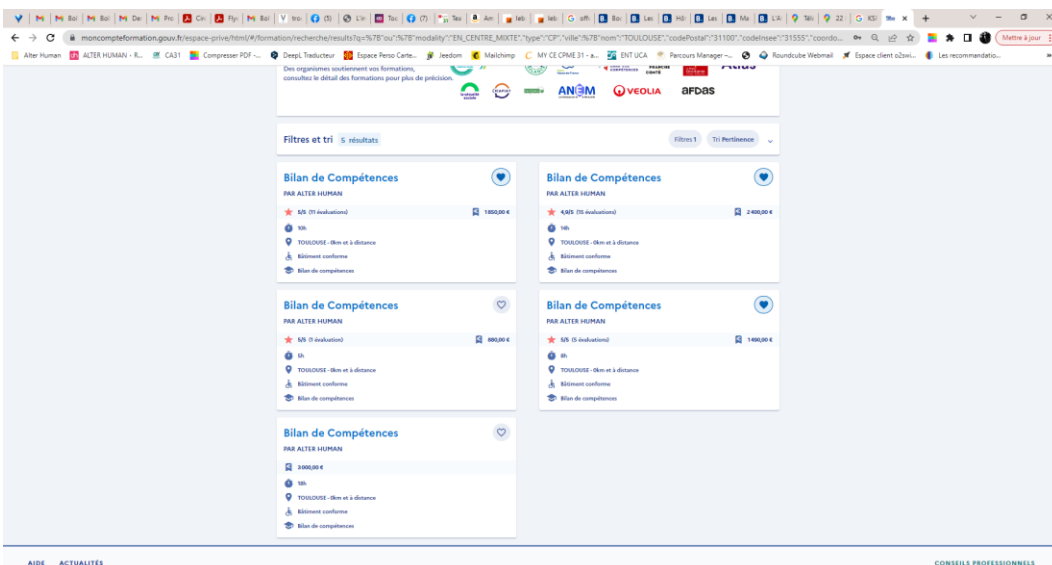 moncompteformation.gouv.fr/espace-prive/html/#/formation/recherche/results?q=%7B"ou":%7B"modality":"EN_CENTRE_MIXTE","type":"CP","ville":%7B"nom":"TOULOUSE","codePostal":"31100","codeInsee":"31555","coordo...
Mettre à jour
Alter Human
ALTER HUMAN - R...
CA31
Compresser PDF -...
DeepL Traducteur
Espace Perso Carte...
Jeedom
Mailchimp
MY CE CPME 31 - a...
ENT UCA
Parcours Manager -...
Roundcube Webmail
Espace client o2swi...
Les recommandatio...
Des organismes soutiennent vos formations,
consultez le détail des formations pour plus de précision.
ANEM
VEOLIA
afdas
Filtres et tri 5 résultats
Filtres 1 Tri Pertinence
Bilan de Compétences
PAR ALTER HUMAN
5/5 (11 évaluations) 1 850,00 €
10h
TOULOUSE - 0km et à distance
Bâtiment conforme
Bilan de compétences
Bilan de Compétences
PAR ALTER HUMAN
4,9/5 (15 évaluations) 2 400,00 €
14h
TOULOUSE - 0km et à distance
Bâtiment conforme
Bilan de compétences
Bilan de Compétences
PAR ALTER HUMAN
5/5 (1 évaluation)
TOULOUSE - 0km et à distance
Bâtiment conforme
Bilan de compétences
Bilan de Compétences
PAR ALTER HUMAN
5/5 (5 évaluations)
TOULOUSE - 0km et à distance
Bâtiment conforme
Bilan de compétences
Bilan de Compétences
PAR ALTER HUMAN
3 000,00 €
18h
TOULOUSE - 0km et à distance
Bâtiment conforme
Bilan de compétences
AIDE ACTUALITÉS CONSEILS PROFESSIONNELS